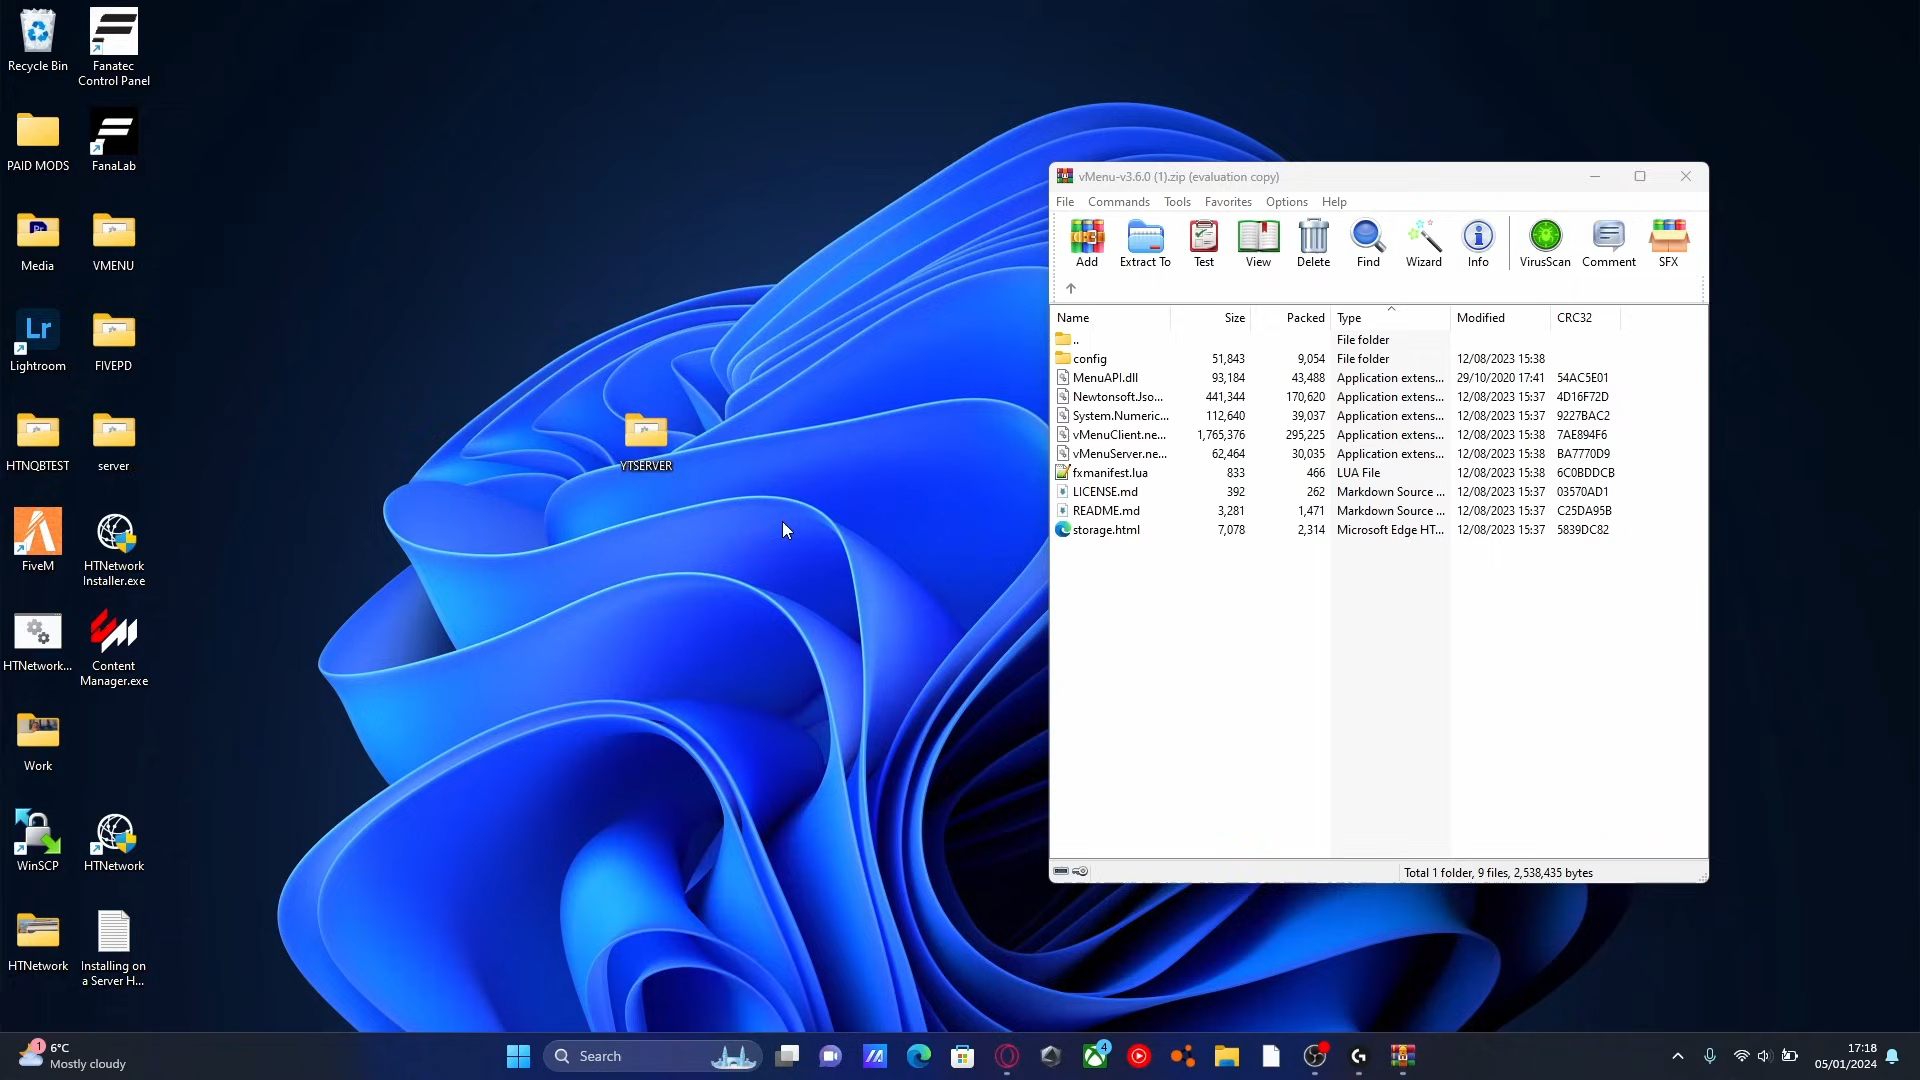 Recycle Bin
Fanatec
Control Panel
PAID MODS
FanaLab
Media
VMENU
Lightroom
FIVEPD
HTNQBTEST
server
FiveM
HTNetwork
Installer.exe
HTNetwork...
Content
Manager.exe
Work
WinSCP
HTNetwork
HTNetwork
Installing on
a Server H...
Pr
Lr
YTSERVER
vMenu-v3.6.0 (1).zip (evaluation copy)
File Commands Tools Favorites Options Help
Add Extract To Test View Delete Find Wizard Info VirusScan Comment SFX
Name Size Packed Type Modified CRC32
.. File folder
config 51,843 9,054 File folder 12/08/2023 15:38
MenuAPI.dll 93,184 43,488 Application extens... 29/10/2020 17:41 54AC5E01
Newtonsoft.Jso... 441,344 170,620 Application extens... 12/08/2023 15:37 4D16F72D
System.Numeric... 112,640 39,037 Application extens... 12/08/2023 15:37 9227BAC2
vMenuClient.ne... 1,765,376 295,225 Application extens... 12/08/2023 15:38 7AE894F6
vMenuServer.ne... 62,464 30,035 Application extens... 12/08/2023 15:38 BA7770D9
fxmanifest.lua 833 466 LUA File 12/08/2023 15:38 6C0BDDCB
LICENSE.md 392 262 Markdown Source ... 12/08/2023 15:37 03570AD1
README.md 3,281 1,471 Markdown Source ... 12/08/2023 15:37 C25DA95B
storage.html 7,078 2,314 Microsoft Edge HT... 12/08/2023 15:37 5839DC82
Total 1 folder, 9 files, 2,538,435 bytes
1
6°C
Mostly cloudy
Search
4
17:18
05/01/2024